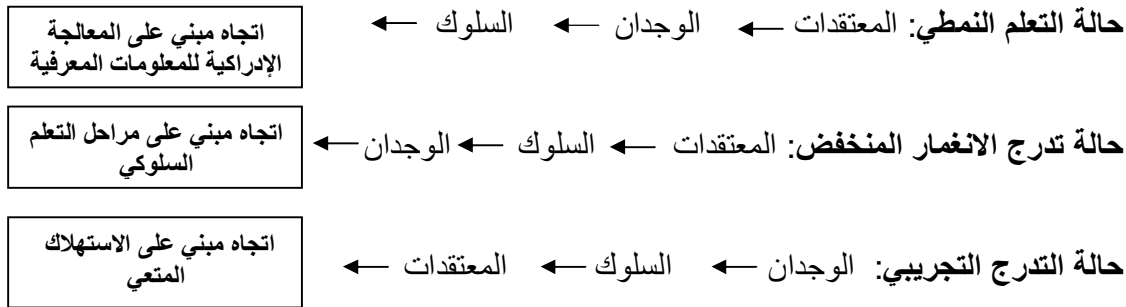 حالة التعلم النمطي: المعتقدات ← الوجدان ← السلوك ←
اتجاه مبني على المعالجة
الإدراكية للمعلومات المعرفية
حالة تدرج الانغمار المنخفض: المعتقدات ← السلوك ← الوجدان ←
اتجاه مبني على مراحل التعلم
السلوكي
حالة التدرج التجريبي: الوجدان ← السلوك ← المعتقدات ←
اتجاه مبني على الاستهلاك
المتعي